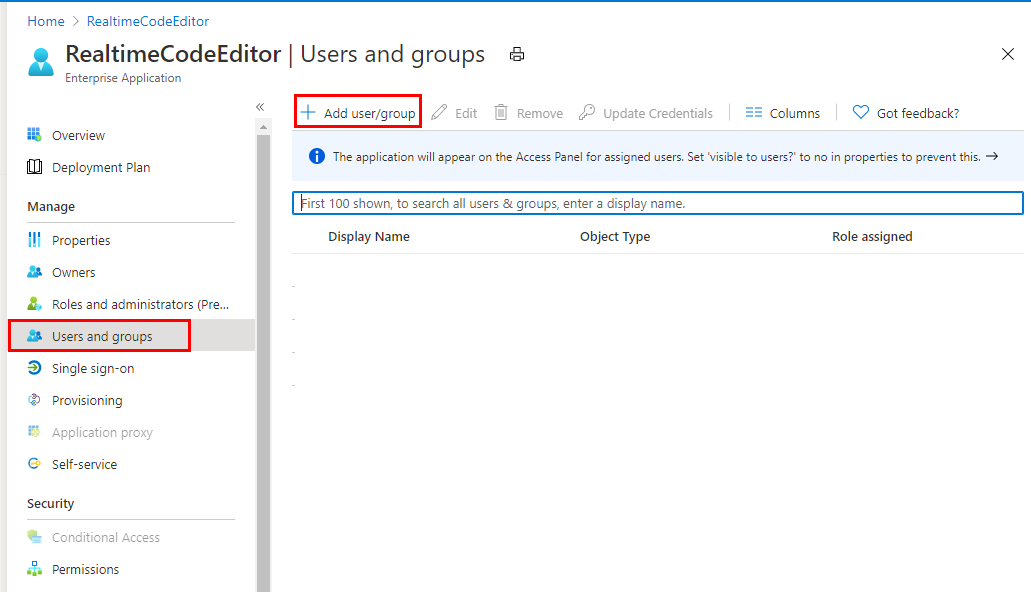 Home > RealtimeCodeEditor
RealtimeCodeEditor | Users and groups
Enterprise Application
«
Overview
Deployment Plan
Manage
Properties
Owners
Roles and administrators (Pre...
Users and groups
Single sign-on
Provisioning
Application proxy
Self-service
Security
Conditional Access
Permissions
Add user/group Edit Remove Update Credentials Columns Got feedback?
The application will appear on the Access Panel for assigned users. Set 'visible to users?' to no in properties to prevent this. →
First 100 shown, to search all users & groups, enter a display name.
Display Name Object Type Role assigned